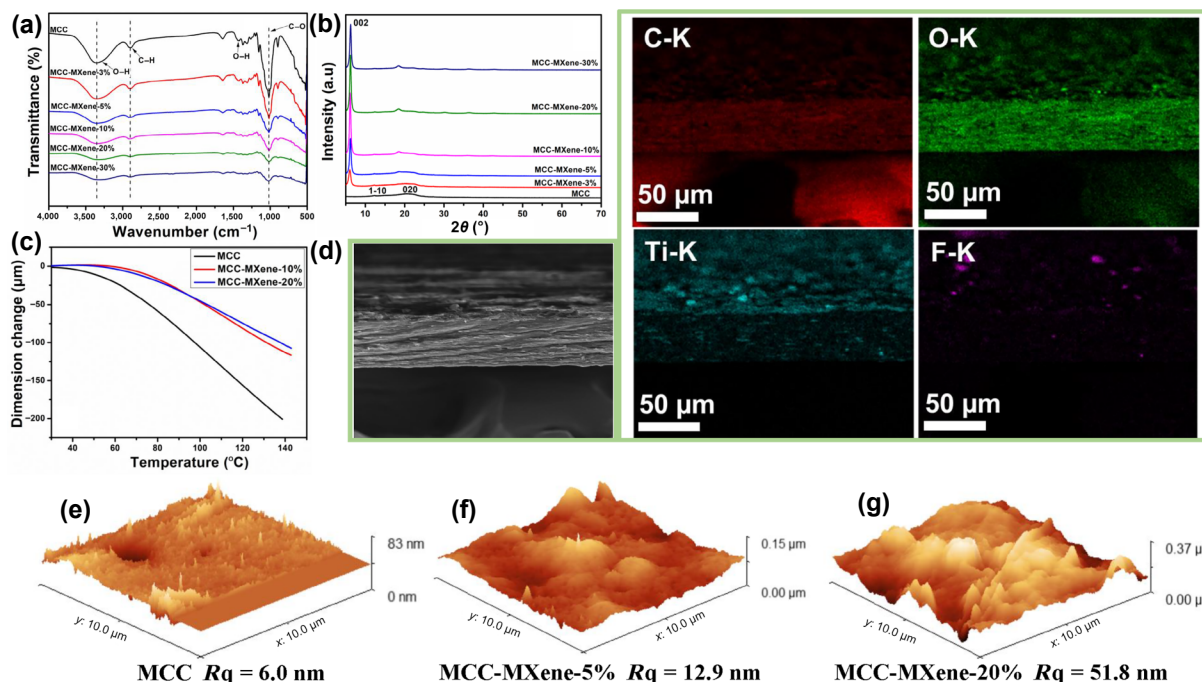 (a)
MCC
C–O
C–H
O–H
O–H
MCC-MXene-3%
MCC-MXene-5%
MCC-MXene-10%
MCC-MXene-20%
MCC-MXene-30%
Transmittance (%)
4,000 3,500 3,000 2,500 2,000 1,500 1,000 500
Wavenumber (cm⁻¹)
(b)
002
MCC-MXene-30%
MCC-MXene-20%
MCC-MXene-10%
MCC-MXene-5%
MCC-MXene-3%
1-10 020
MCC
Intensity (a.u)
10 20 30 40 50 60 70
2θ (°)
(c)
MCC
MCC-MXene-10%
MCC-MXene-20%
Dimension change (μm)
0
−50
−100
−150
−200
40 60 80 100 120 140
Temperature (°C)
(d)
C-K
50 μm
O-K
50 μm
Ti-K
50 μm
F-K
50 μm
(e)
83 nm
0 nm
y: 10.0 μm
x: 10.0 μm
MCC Rq = 6.0 nm
(f)
0.15 μm
0.00 μm
y: 10.0 μm
x: 10.0 μm
MCC-MXene-5% Rq = 12.9 nm
(g)
0.37 μm
0.00 μm
y: 10.0 μm
x: 10.0 μm
MCC-MXene-20% Rq = 51.8 nm